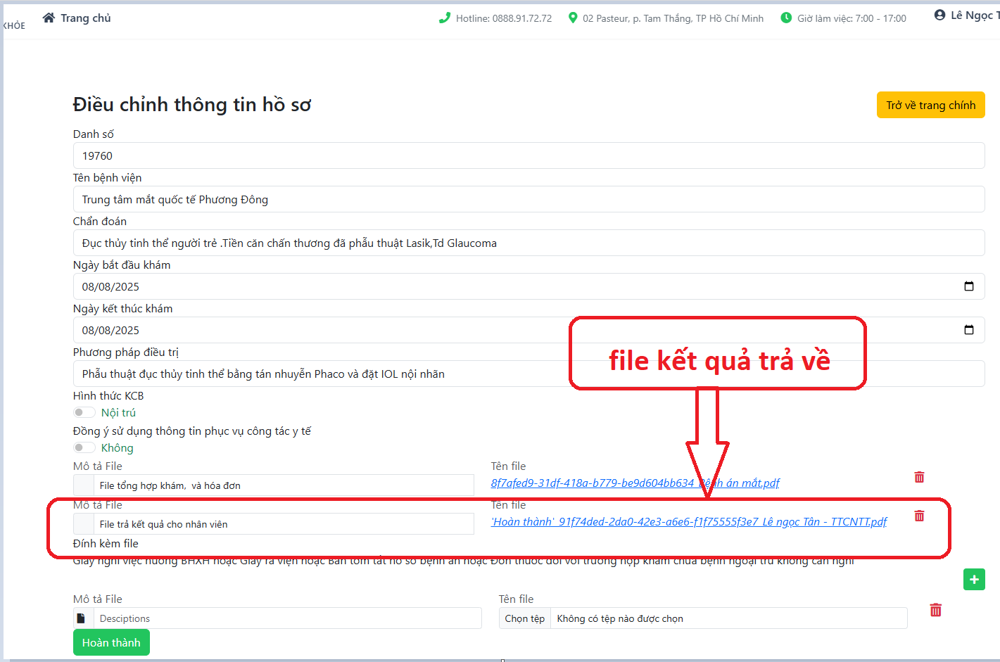 KHỎE
Trang chủ
Hotline: 0888.91.72.72
02 Pasteur, p. Tam Thắng, TP Hồ Chí Minh
Giờ làm việc: 7:00 - 17:00
Lê Ngọc T
Điều chỉnh thông tin hồ sơ
Trở về trang chính
Danh số
19760
Tên bệnh viện
Trung tâm mắt quốc tế Phương Đông
Chẩn đoán
Đục thủy tinh thể người trẻ .Tiền căn chấn thương đã phẫu thuật Lasik,Td Glaucoma
Ngày bắt đầu khám
08/08/2025
Ngày kết thúc khám
08/08/2025
file kết quả trả về
Phương pháp điều trị
Phẫu thuật đục thủy tinh thể bằng tán nhuyễn Phaco và đặt IOL nội nhãn
Hình thức KCB
Nội trú
Đồng ý sử dụng thông tin phục vụ công tác y tế
Không
Mô tả File
Tên file
File tổng hợp khám, và hóa đơn
8f7afed9-31df-418a-b779-be9d604bb634_Bệnh án mắt.pdf
Mô tả File
Tên file
File trả kết quả cho nhân viên
'Hoàn thành'_91f74ded-2da0-42e3-a6e6-f1f75555f3e7_Lê ngọc Tân - TTCNTT.pdf
Đính kèm file
Giấy nghỉ việc hưởng BHXH hoặc Giấy ra viện hoặc Bản tóm tắt hồ sơ bệnh án hoặc Đơn thuốc đối với trường hợp khám chữa bệnh ngoại trú không cần nghỉ
Mô tả File
Tên file
Desciptions
Chọn tệp
Không có tệp nào được chọn
Hoàn thành